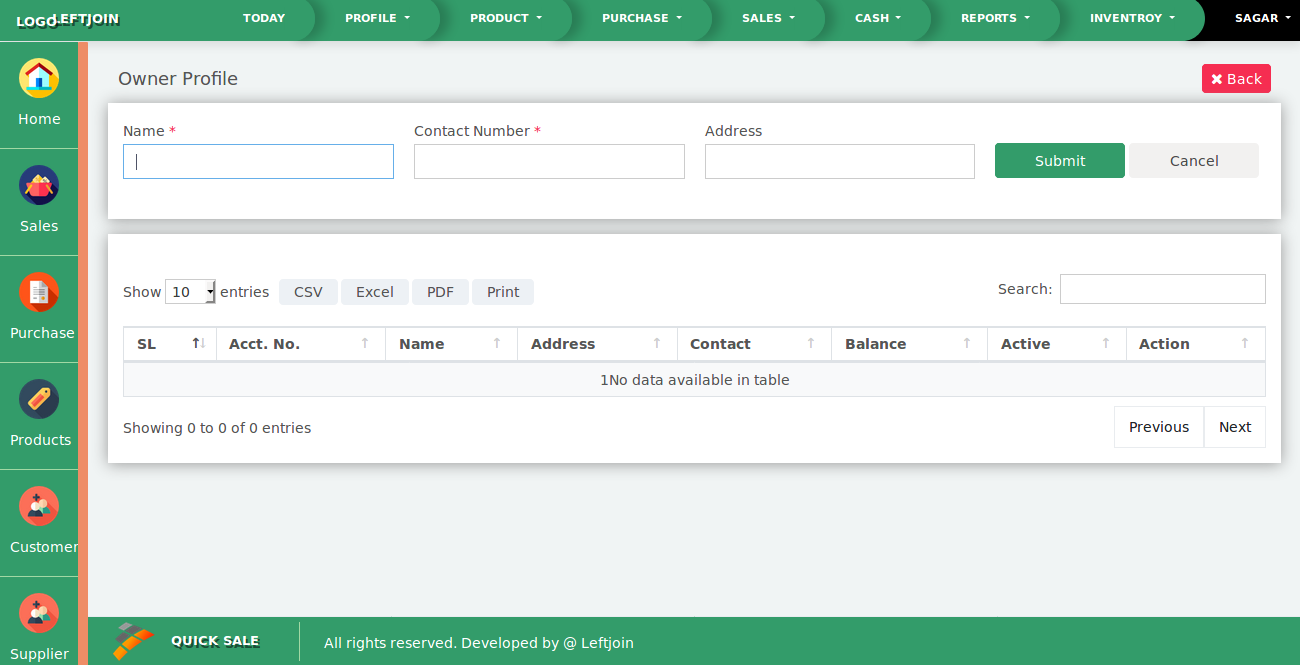 LOGO LEFTJOIN TODAY PROFILE PRODUCT PURCHASE SALES CASH REPORTS INVENTROY SAGAR
Home
Sales
Purchase
Products
Customer
Supplier
Owner Profile
Back
Name * Contact Number * Address
Submit Cancel
Show 10 entries CSV Excel PDF Print Search:
SL Acct. No. Name Address Contact Balance Active Action
1No data available in table
Showing 0 to 0 of 0 entries Previous Next
QUICK SALE All rights reserved. Developed by @ Leftjoin